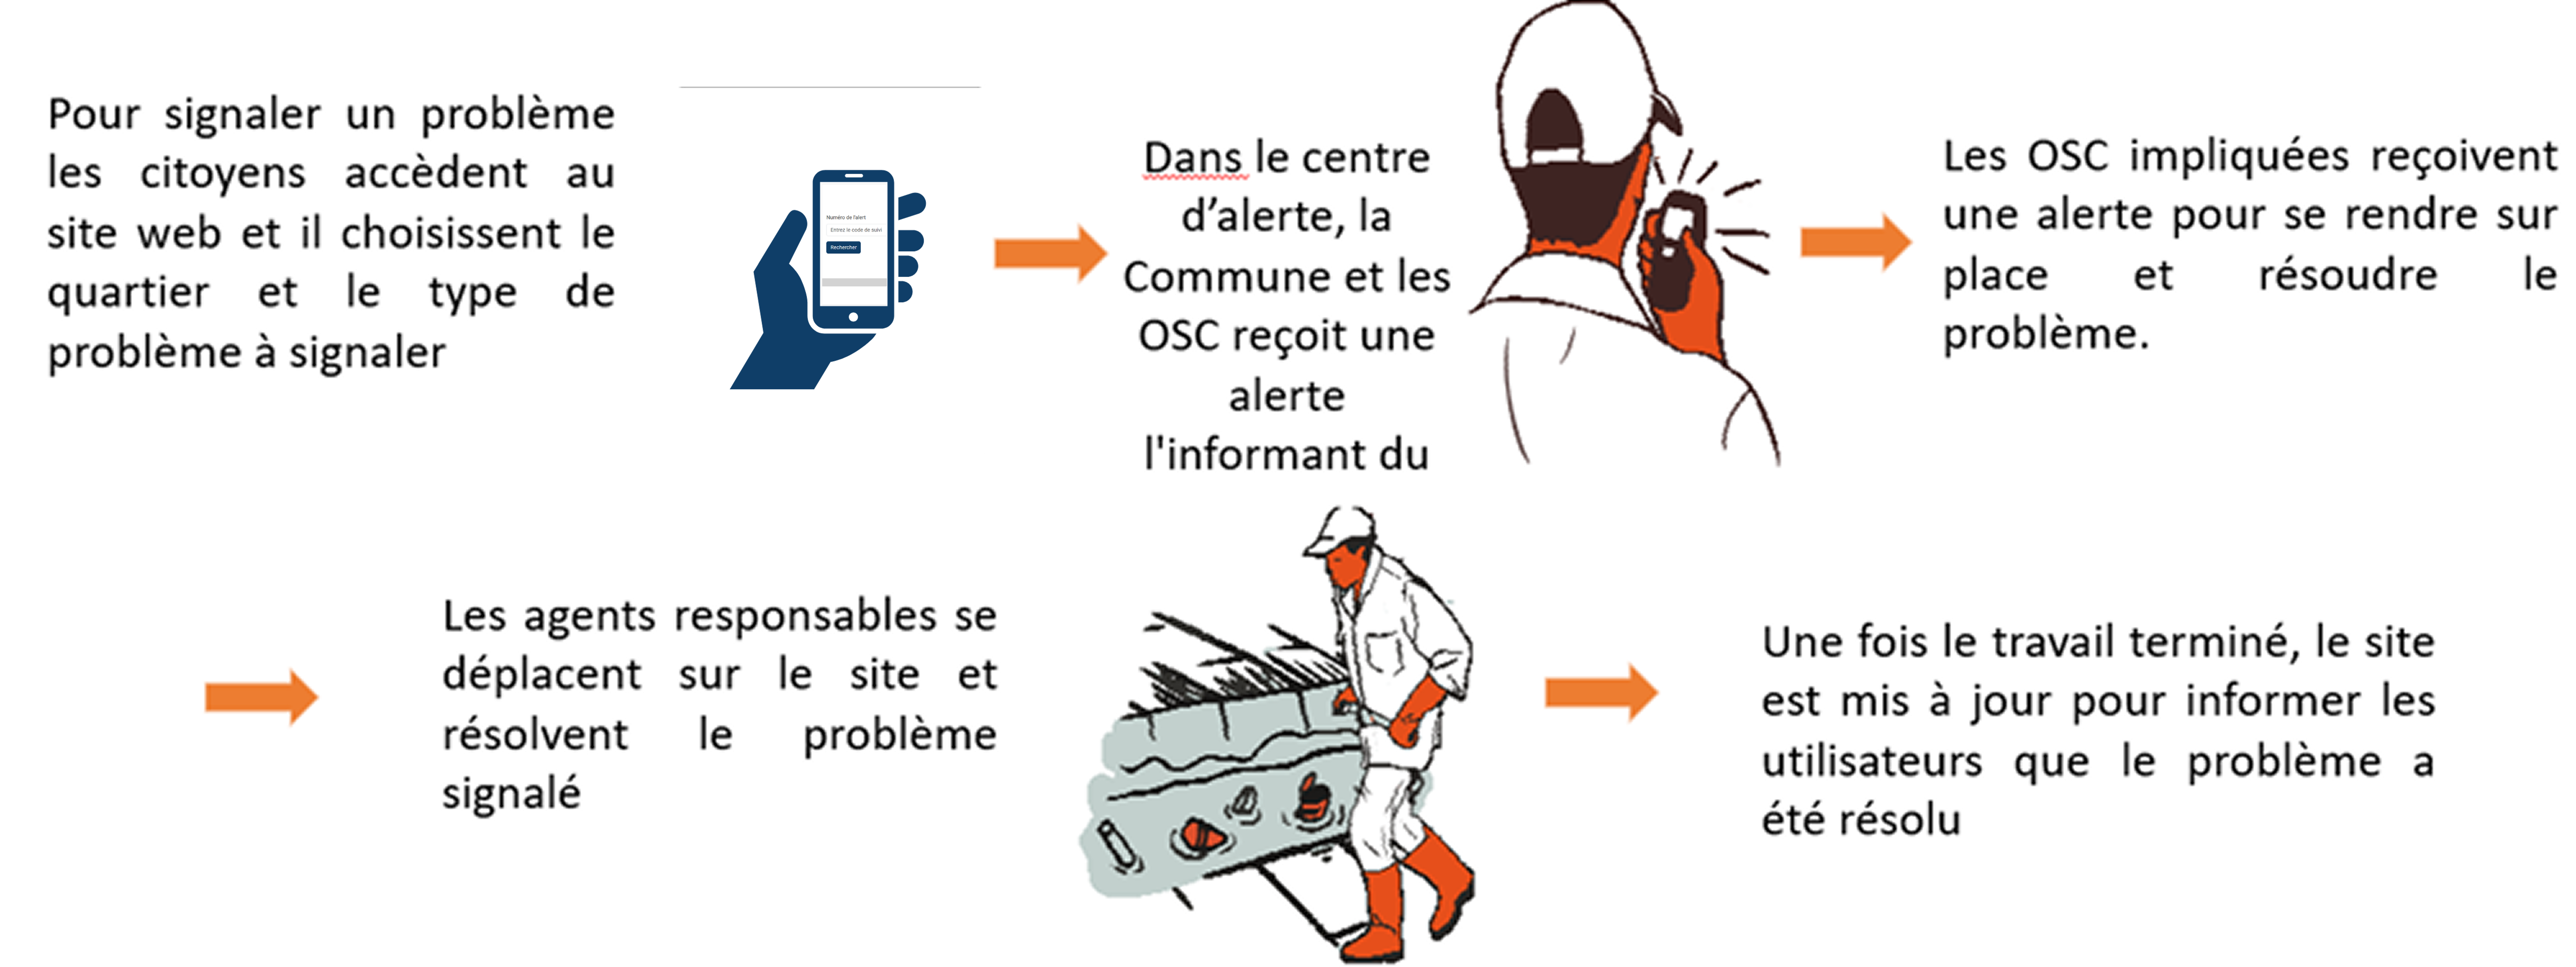 Pour signaler un problème
les citoyens accèdent au
site web et il choisissent le
quartier et le type de
problème à signaler
Numéro de l'alert
Entrez le code de suivi
Rechercher
Dans le centre
d’alerte, la
Commune et les
OSC reçoit une
alerte
l'informant du
Les OSC impliquées reçoivent
une alerte pour se rendre sur
place et résoudre le
problème.
Les agents responsables se
déplacent sur le site et
résolvent le problème
signalé
Une fois le travail terminé, le site
est mis à jour pour informer les
utilisateurs que le problème a
été résolu